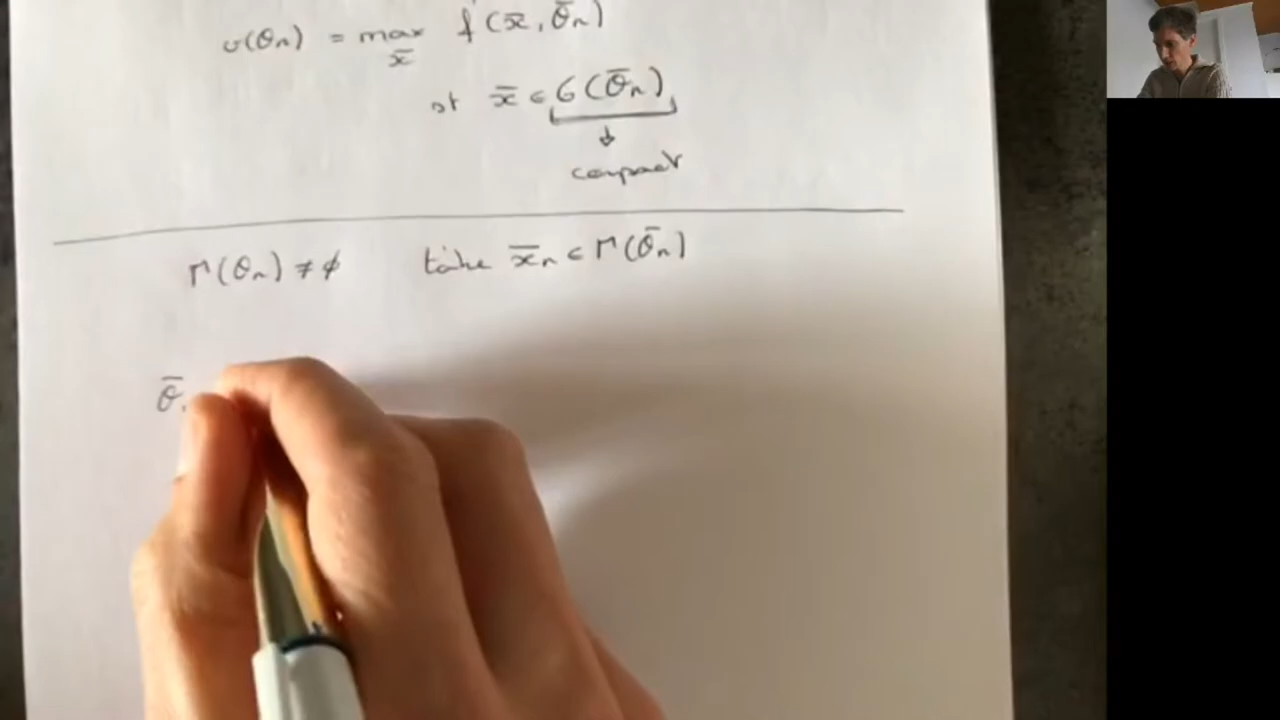 v(θn) = max f(x̄, θ̄n)
x̄
st x̄ ∈ G(θ̄n)
↓
compact
Γ(θn) ≠ ∅ take x̄n ∈ Γ(θ̄n)
θ̄